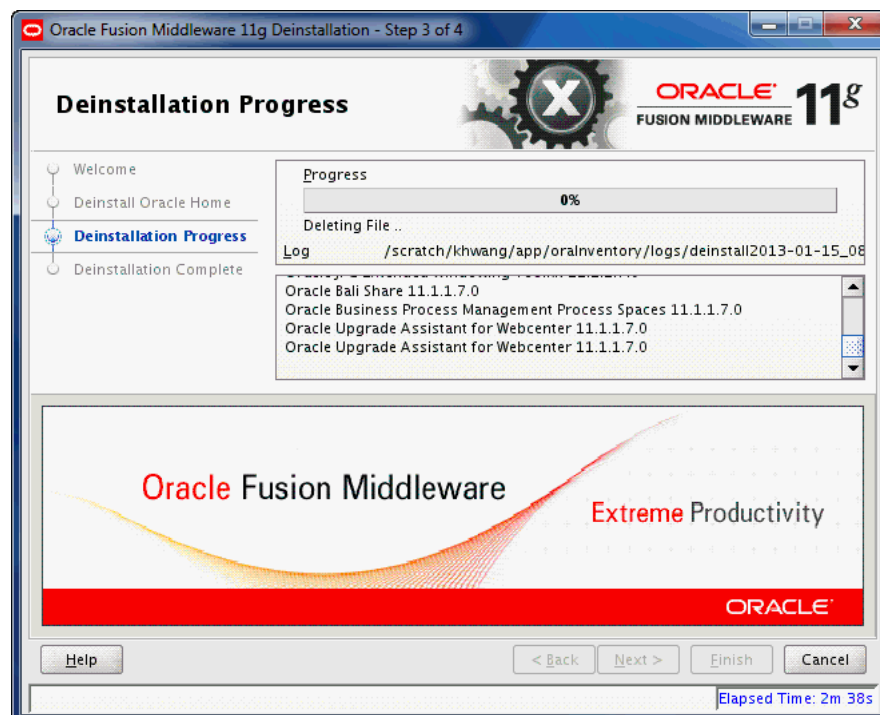 Oracle Fusion Middleware 11g Deinstallation - Step 3 of 4
Deinstallation Progress
ORACLE
FUSION MIDDLEWARE 11g
Welcome
Deinstall Oracle Home
Deinstallation Progress
Deinstallation Complete
Progress
0%
Deleting File ..
Log /scratch/khwang/app/oraInventory/logs/deinstall2013-01-15_08
Oracle Bali Share 11.1.1.7.0
Oracle Business Process Management Process Spaces 11.1.1.7.0
Oracle Upgrade Assistant for Webcenter 11.1.1.7.0
Oracle Upgrade Assistant for Webcenter 11.1.1.7.0
Oracle Fusion Middleware
Extreme Productivity
ORACLE
Help
< Back
Next >
Finish
Cancel
Elapsed Time: 2m 38s